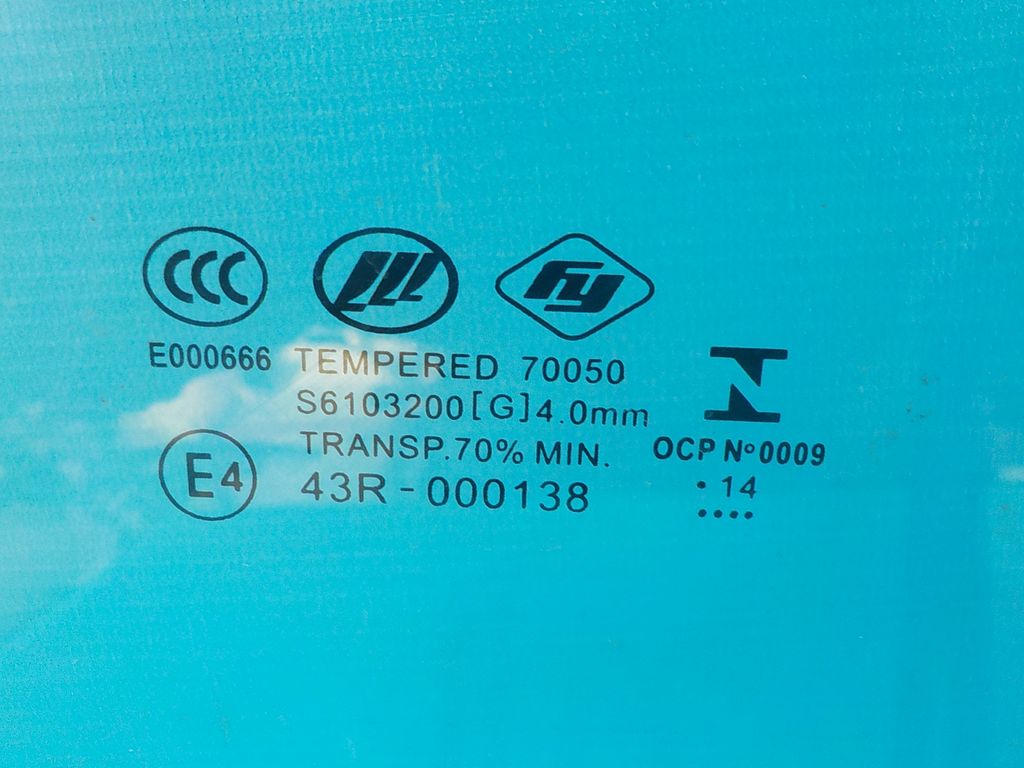 CCC
fy
E000666 TEMPERED 70050
S6103200[G]4.0mm
TRANSP.70% MIN.
OCP Nº0009
E4 43R-000138
.14
....